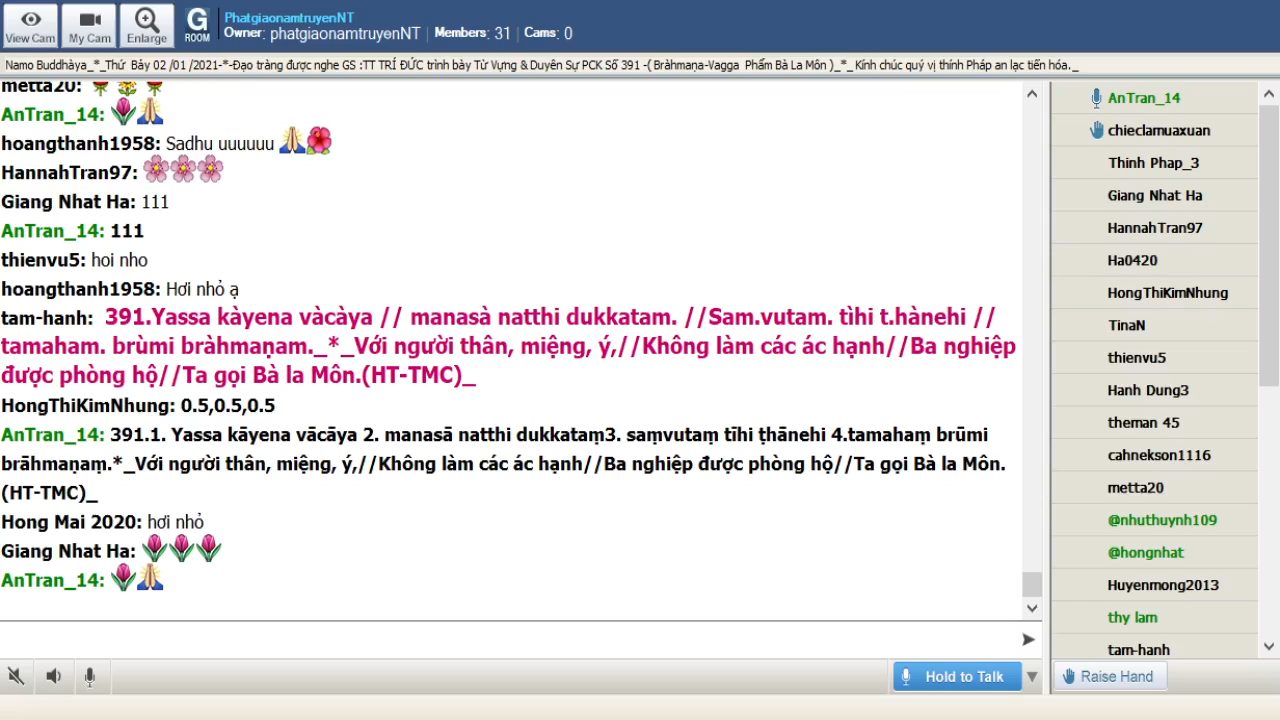 View Cam
My Cam
Enlarge
G
ROOM
PhatgiaonamtruyenNT
Owner: phatgiaonamtruyenNT | Members: 31 | Cams: 0
Namo Buddhàya_*_Thứ Bảy 02 /01 /2021-*-Đạo tràng được nghe GS :TT TRÍ ĐỨC trình bày Từ Vựng & Duyên Sự PCK Số 391 -( Bràhmaṇa-Vagga Phẩm Bà La Môn )_*_ Kính chúc quý vị thính Pháp an lạc tiến hóa._
metta20:
AnTran_14:
hoangthanh1958: Sadhu uuuuuu
HannahTran97:
Giang Nhat Ha: 111
AnTran_14: 111
thienvu5: hoi nho
hoangthanh1958: Hơi nhỏ ạ
tam-hanh: 391.Yassa kàyena vàcàya // manasà natthi dukkatam. //Sam.vutam. tìhi t.hànehi //
tamaham. brùmi bràhmaṇam._*_Với người thân, miệng, ý,//Không làm các ác hạnh//Ba nghiệp
được phòng hộ//Ta gọi Bà la Môn.(HT-TMC)_
HongThiKimNhung: 0.5,0.5,0.5
AnTran_14: 391.1. Yassa kāyena vācāya 2. manasā natthi dukkataṃ3. saṃvutaṃ tīhi ṭhānehi 4.tamahaṃ brūmi
brāhmaṇaṃ.*_Với người thân, miệng, ý,//Không làm các ác hạnh//Ba nghiệp được phòng hộ//Ta gọi Bà la Môn.
(HT-TMC)_
Hong Mai 2020: hơi nhỏ
Giang Nhat Ha:
AnTran_14:
Hold to Talk
AnTran_14
chieclamuaxuan
Thinh Phap_3
Giang Nhat Ha
HannahTran97
Ha0420
HongThiKimNhung
TinaN
thienvu5
Hanh Dung3
theman 45
cahnekson1116
metta20
@nhuthuynh109
@hongnhat
Huyenmong2013
thy lam
tam-hanh
Raise Hand